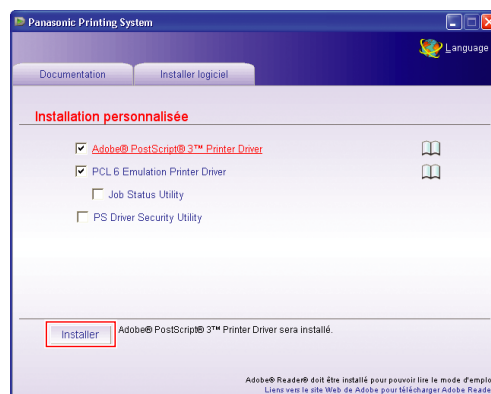 Panasonic Printing System
Language
Documentation
Installer logiciel
Installation personnalisée
Adobe® PostScript® 3™ Printer Driver
PCL 6 Emulation Printer Driver
Job Status Utility
PS Driver Security Utility
Installer
Adobe® PostScript® 3™ Printer Driver sera installé.
Adobe® Reader® doit être installé pour pouvoir lire le mode d'emplo
Liens vers le site Web de Adobe pour télécharger Adobe Reade